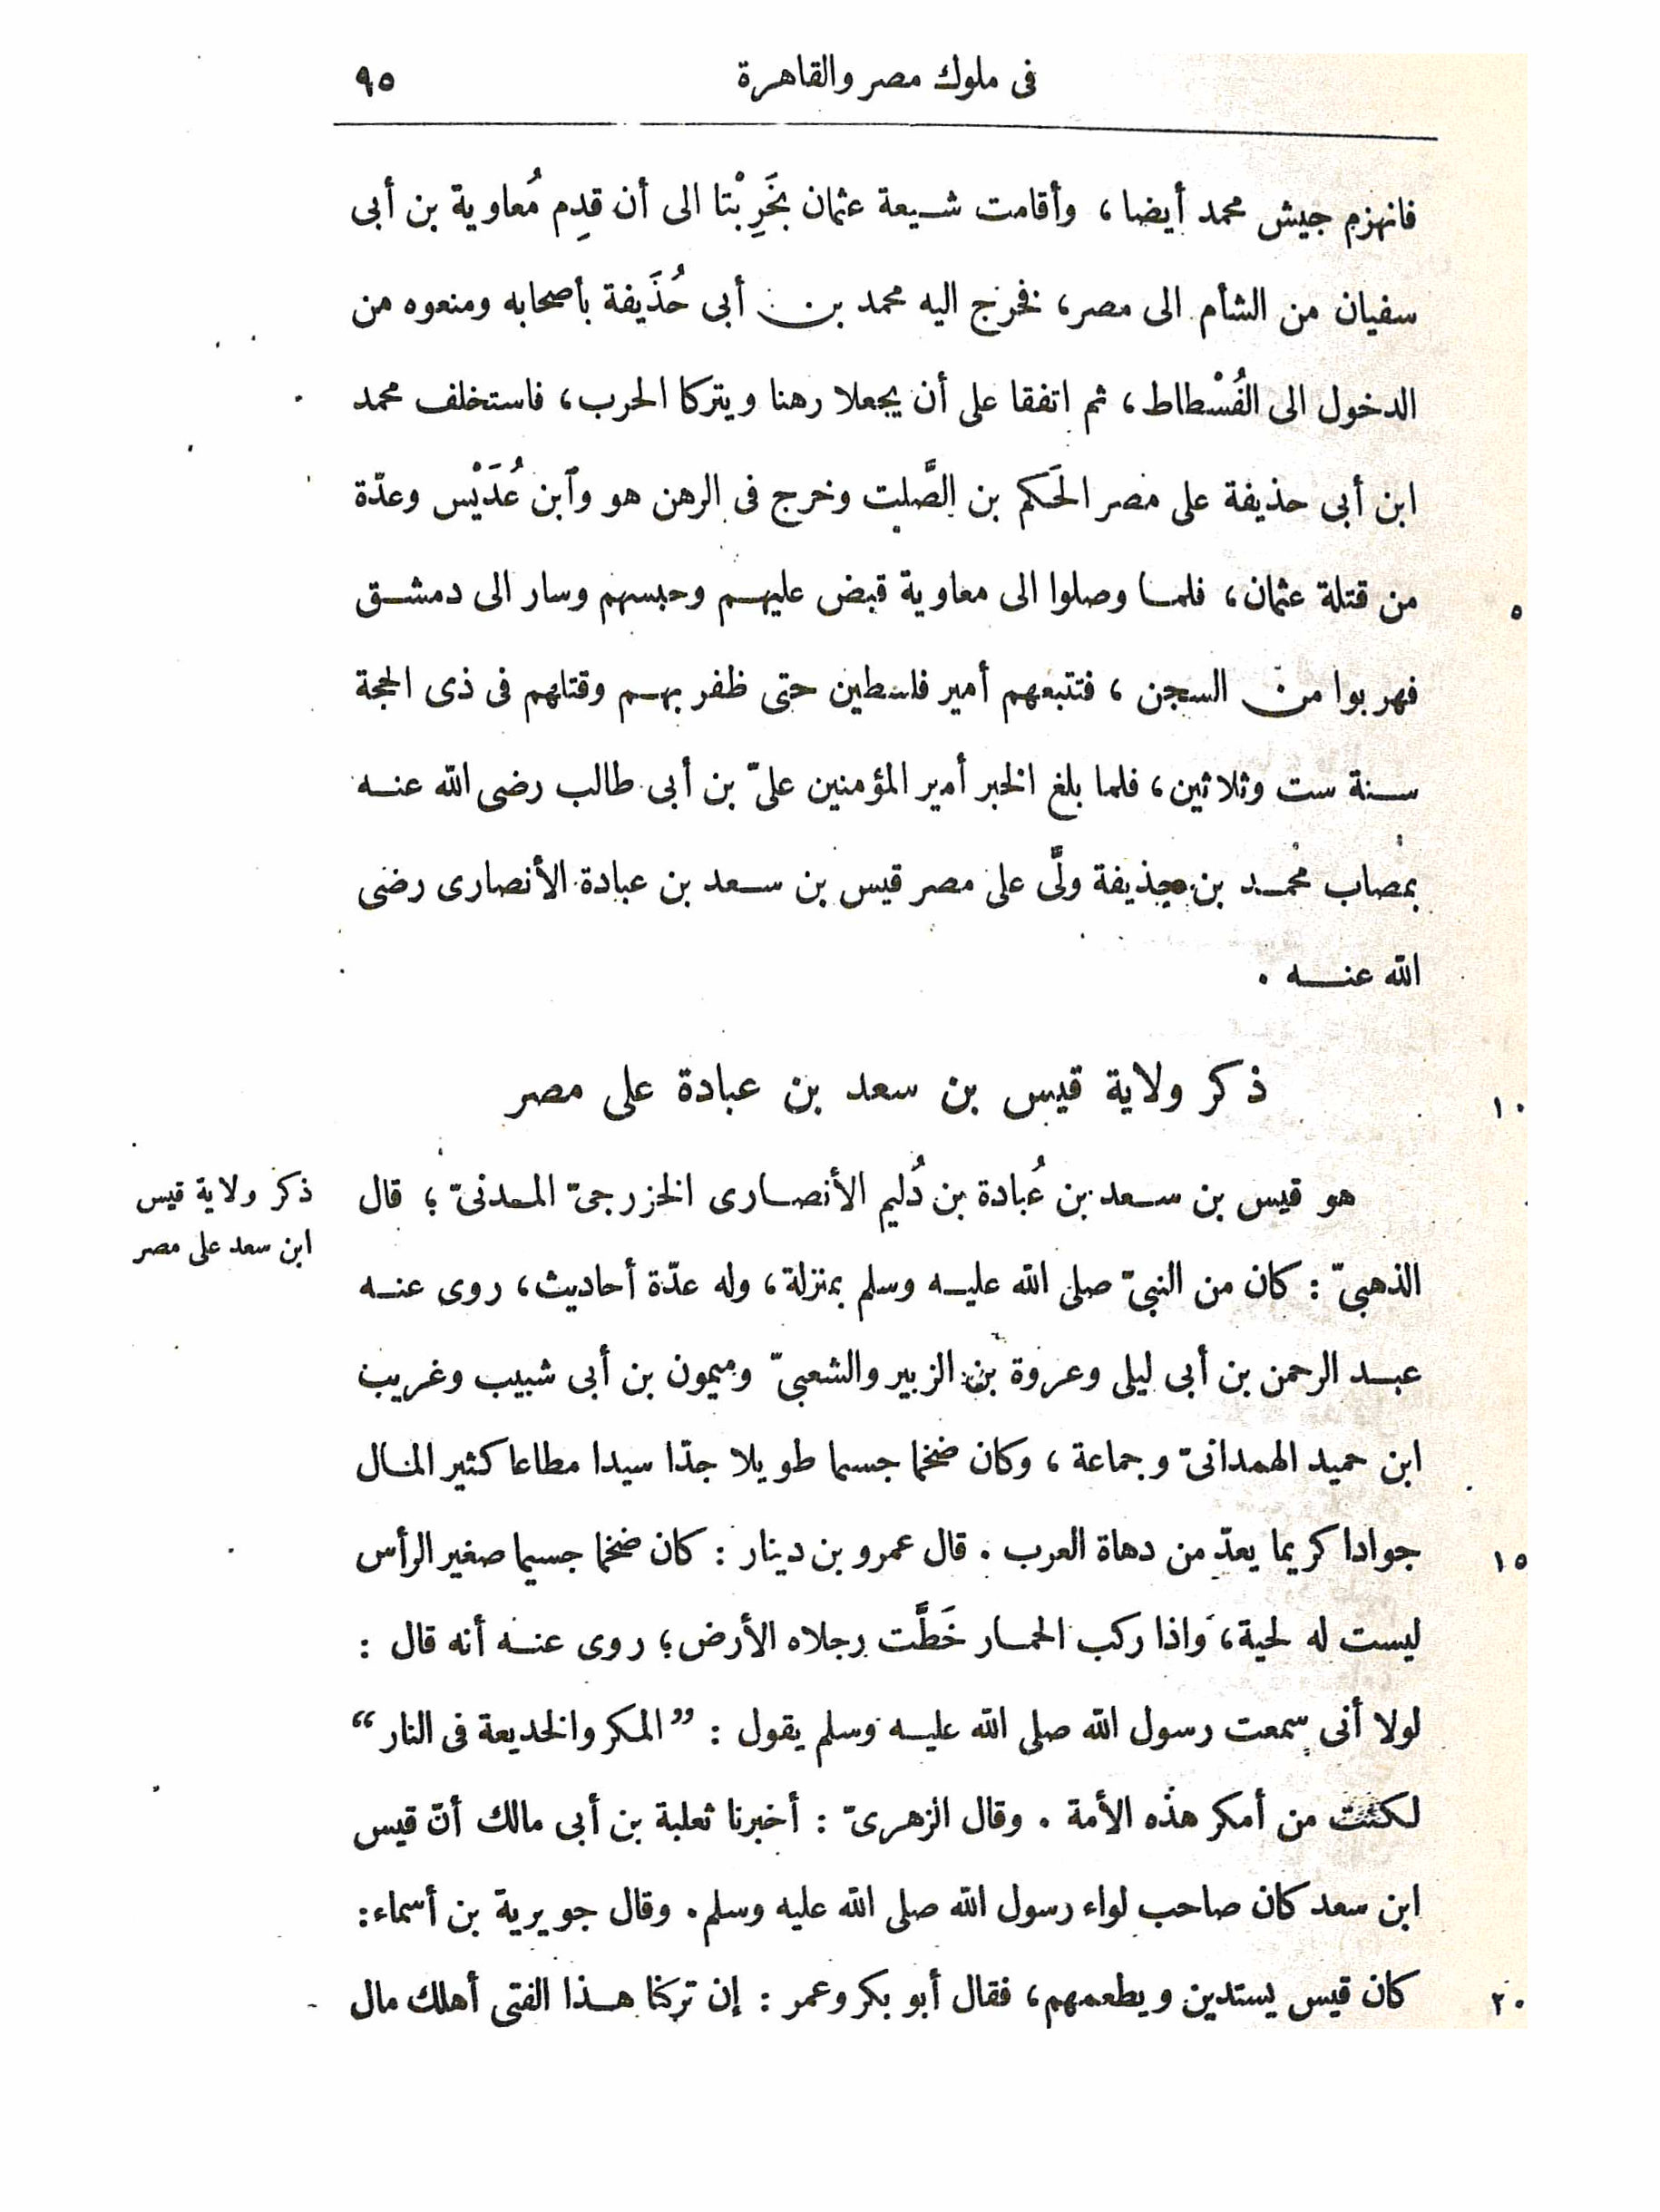 فى ملوك مصر والقاهرة ٩٥
فانهزم جيش محمد أيضا، وأقامت شيعة عثمان بخَرِبْتا الى أن قدِم مُعاوية بن أبى
سفيان من الشأم الى مصر، فخرج اليه محمد بن أبى حُذَيفة بأصحابه ومنعوه من
الدخول الى الفُسْطاط، ثم اتفقا على أن يجعلا رهنا ويتركا الحرب، فاستخلف محمد
ابن أبى حذيفة على مصر الحَكم بن الصَّلت وخرج فى الرهن هو وٱبن عُدَيْس وعدّة
من قتلة عثمان، فلما وصلوا الى معاوية قبض عليهم وحبسهم وسار الى دمشق
٥
فهربوا من السجن، فتتبعهم أمير فلسطين حتى ظفر بهم وقتلهم فى ذى الحجة
سنة ست وثلاثين، فلما بلغ الخبر أمير المؤمنين علىّ بن أبى طالب رضى الله عنه
بمصاب محمد بن حذيفة ولَّى على مصر قيس بن سعد بن عبادة الأنصارى رضى
الله عنه .
ذكر ولاية قيس بن سعد بن عبادة على مصر
١٠
هو قيس بن سعد بن عُبادة بن دُليم الأنصارى الخزرجىّ المدنىّ؛ قال
ذكر ولاية قيس
ابن سعد على مصر
الذهبىّ : كان من النبىّ صلى الله عليه وسلم بمنزلة، وله عدّة أحاديث، روى عنه
عبد الرحمن بن أبى ليلى وعروة بن الزبير والشعبىّ وميمون بن أبى شبيب وغريب
ابن حميد الهمدانىّ وجماعة، وكان ضخما جسيما طويلا جدّا سيدا مطاعا كثير المال
جوادا كريما يعدّ من دهاة العرب . قال عمرو بن دينار : كان ضخما جسيما صغير الرأس
١٥
ليست له لحية، واذا ركب الحمار خَطَّت رجلاه الأرض؛ روى عنه أنه قال :
لولا أنى سمعت رسول الله صلى الله عليه وسلم يقول : ”المكر والخديعة فى النار“
لكنت من أمكر هذه الأمة . وقال الزهرىّ : أخبرنا ثعلبة بن أبى مالك أنّ قيس
ابن سعد كان صاحب لواء رسول الله صلى الله عليه وسلم. وقال جويرية بن أسماء:
كان قيس يستدين ويطعمهم، فقال أبو بكر وعمر : إن تركنا هذا الفتى أهلك مال
٢٠